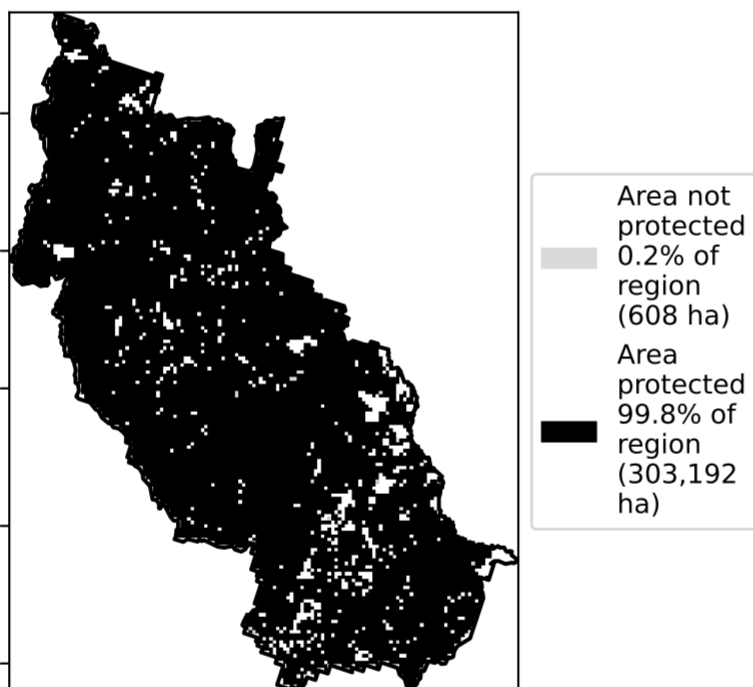 Area not
protected
0.2% of
region
(608 ha)
Area
protected
99.8% of
region
(303,192
ha)